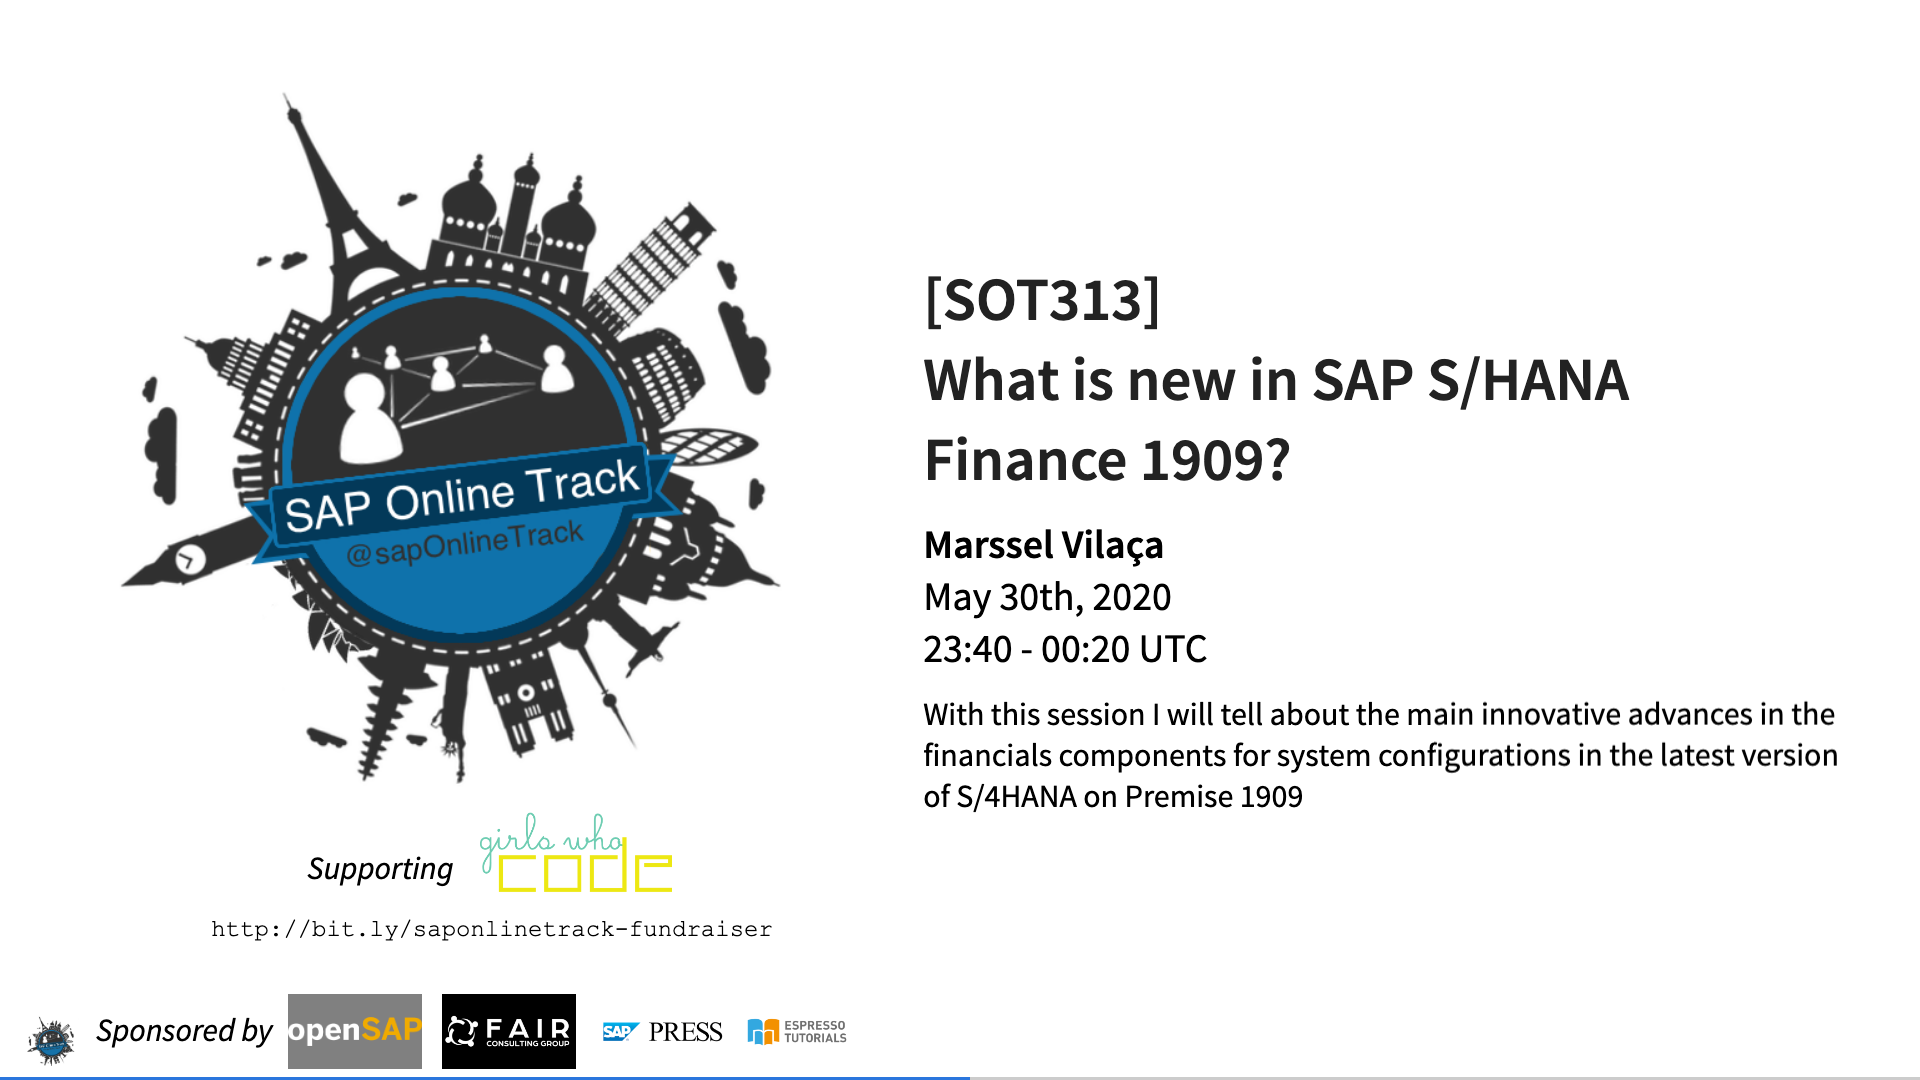 SAP Online Track
@sapOnlineTrack
Supporting
girls who
code
http://bit.ly/saponlinetrack-fundraiser
[SOT313]
What is new in SAP S/HANA
Finance 1909?
Marssel Vilaça
May 30th, 2020
23:40 - 00:20 UTC
With this session I will tell about the main innovative advances in the
financials components for system configurations in the latest version
of S/4HANA on Premise 1909
Sponsored by
openSAP
FAIR
CONSULTING GROUP
SAP PRESS
ESPRESSO
TUTORIALS